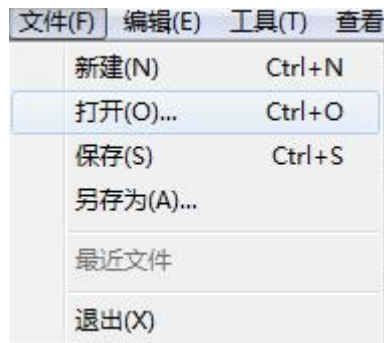 文件(F) 编辑(E) 工具(T) 查看
新建(N) Ctrl+N
打开(O)... Ctrl+O
保存(S) Ctrl+S
另存为(A)...
最近文件
退出(X)